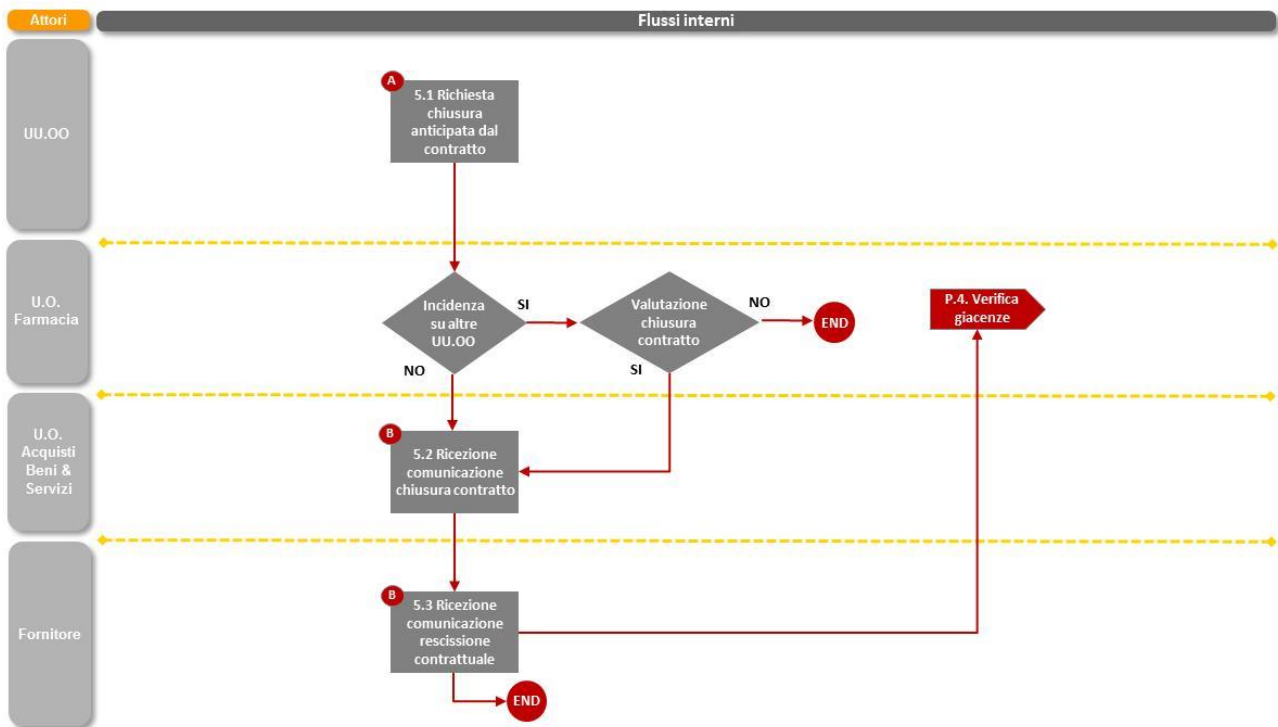 Attori
Flussi interni
UU.OO
A
5.1 Richiesta
chiusura
anticipata dal
contratto
U.O.
Farmacia
Incidenza
su altre
UU.OO
SI
NO
Valutazione
chiusura
contratto
NO
SI
END
P.4. Verifica
giacenze
U.O.
Acquisti
Beni &
Servizi
B
5.2 Ricezione
comunicazione
chiusura contratto
Fornitore
B
5.3 Ricezione
comunicazione
rescissione
contrattuale
END